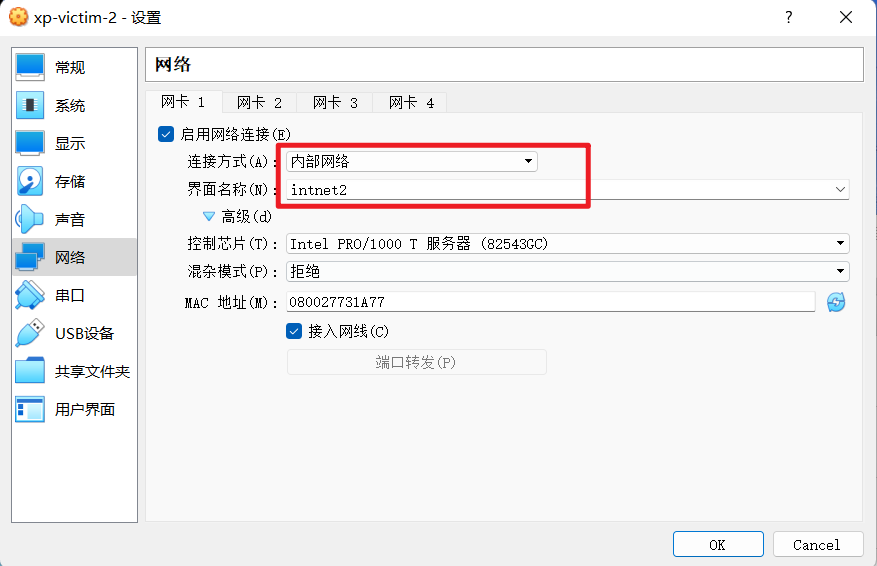 xp-victim-2 - 设置
?
常规
系统
显示
存储
声音
网络
串口
USB设备
共享文件夹
用户界面
网络
网卡 1 网卡 2 网卡 3 网卡 4
启用网络连接(E)
连接方式(A): 内部网络
界面名称(N): intnet2
高级(d)
控制芯片(T): Intel PRO/1000 T 服务器 (82543GC)
混杂模式(P): 拒绝
MAC 地址(M): 080027731A77
接入网线(C)
端口转发(P)
OK Cancel